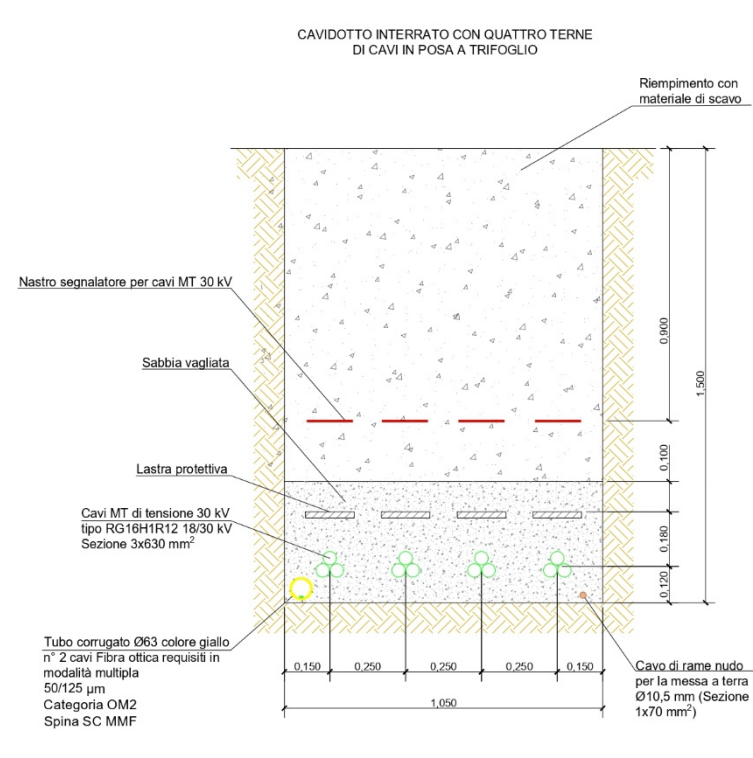 CAVIDOTTO INTERRATO CON QUATTRO TERNE
DI CAVI IN POSA A TRIFOGLIO
Riempimento con
materiale di scavo
Nastro segnalatore per cavi MT 30 kV
Sabbia vagliata
Lastra protettiva
Cavi MT di tensione 30 kV
tipo RG16H1R12 18/30 kV
Sezione 3x630 mm²
Tubo corrugato Ø63 colore giallo
n° 2 cavi Fibra ottica requisiti in
modalità multipla
50/125 µm
Categoria OM2
Spina SC MMF
0,900
1,500
0,100
0,180
0,120
0,150
0,250
0,250
0,250
0,150
1,050
Cavo di rame nudo
per la messa a terra
Ø10,5 mm (Sezione
1x70 mm²)